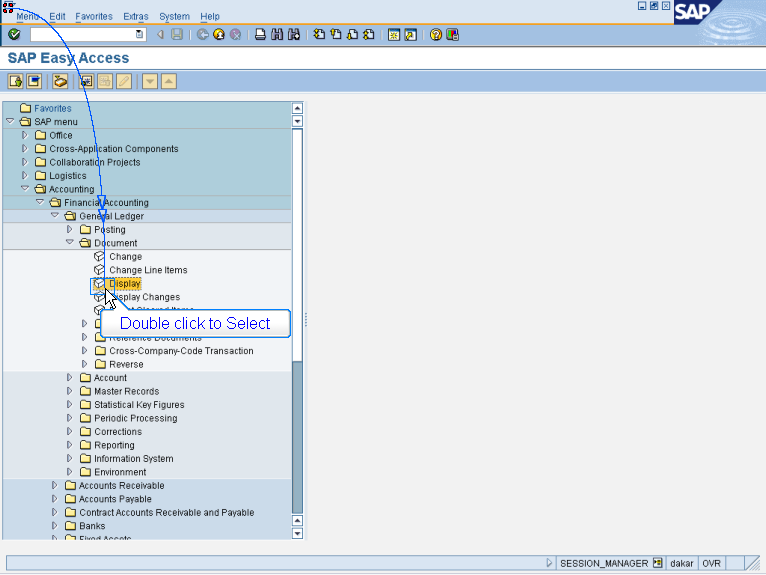 Menu Edit Favorites Extras System Help
SAP
SAP Easy Access
Favorites
SAP menu
Office
Cross-Application Components
Collaboration Projects
Logistics
Accounting
Financial Accounting
General Ledger
Posting
Document
Change
Change Line Items
Display
Display Changes
Double click to Select
Reference Documents
Cross-Company-Code Transaction
Reverse
Account
Master Records
Statistical Key Figures
Periodic Processing
Corrections
Reporting
Information System
Environment
Accounts Receivable
Accounts Payable
Contract Accounts Receivable and Payable
Banks
Fixed Assets
SESSION_MANAGER dakar OVR